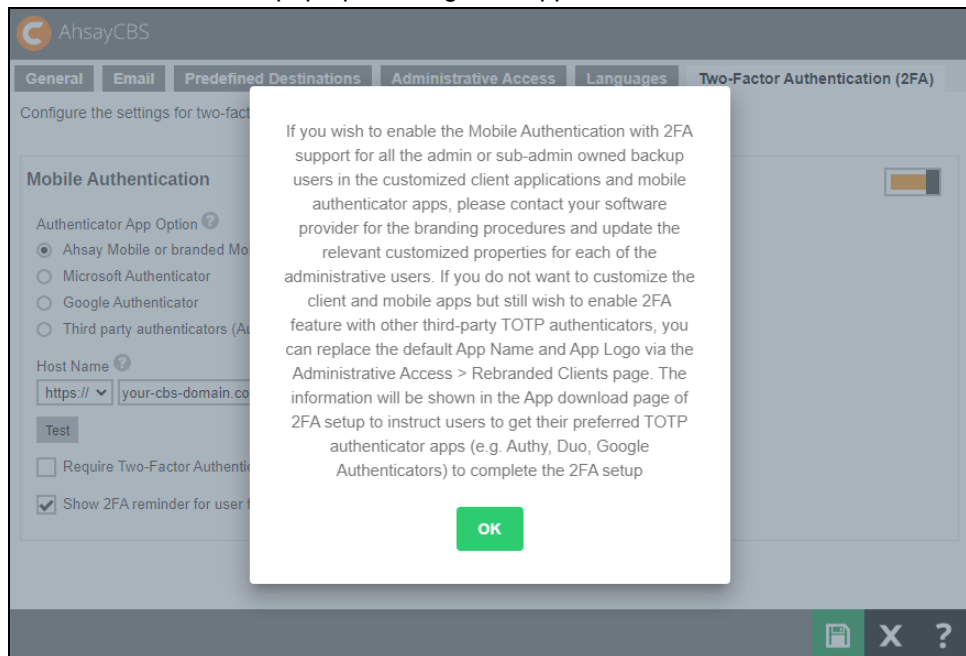 AhsayCBS
General Email Predefined Destinations Administrative Access Languages Two-Factor Authentication (2FA)
Configure the settings for two-fact
If you wish to enable the Mobile Authentication with 2FA
support for all the admin or sub-admin owned backup
users in the customized client applications and mobile
authenticator apps, please contact your software
provider for the branding procedures and update the
relevant customized properties for each of the
administrative users. If you do not want to customize the
client and mobile apps but still wish to enable 2FA
feature with other third-party TOTP authenticators, you
can replace the default App Name and App Logo via the
Administrative Access > Rebranded Clients page. The
information will be shown in the App download page of
2FA setup to instruct users to get their preferred TOTP
authenticator apps (e.g. Authy, Duo, Google
Authenticators) to complete the 2FA setup
OK
Mobile Authentication
Authenticator App Option ?
Ahsay Mobile or branded Mo
Microsoft Authenticator
Google Authenticator
Third party authenticators (Au
Host Name ?
https:// your-cbs-domain.co
Test
Require Two-Factor Authentic
Show 2FA reminder for user f
X ?